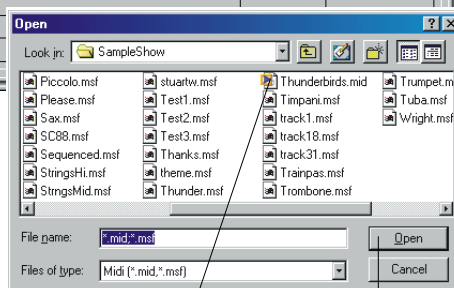 Open
Look in: SampleShow
Piccolo.msf stuartw.msf Thunderbirds.mid Trumpet.m
Please.msf Test1.msf Timpani.msf Tuba.msf
Sax.msf Test2.msf track1.msf Wright.msf
SC88.msf Test3.msf track18.msf
Sequenced.msf Thanks.msf track31.msf
StringsHi.msf theme.msf Trainpas.msf
StrngsMid.msf Thunder.msf Trombone.msf
File name: *.mid;*.msf Open
Files of type: Midi (*.mid,*.msf) Cancel